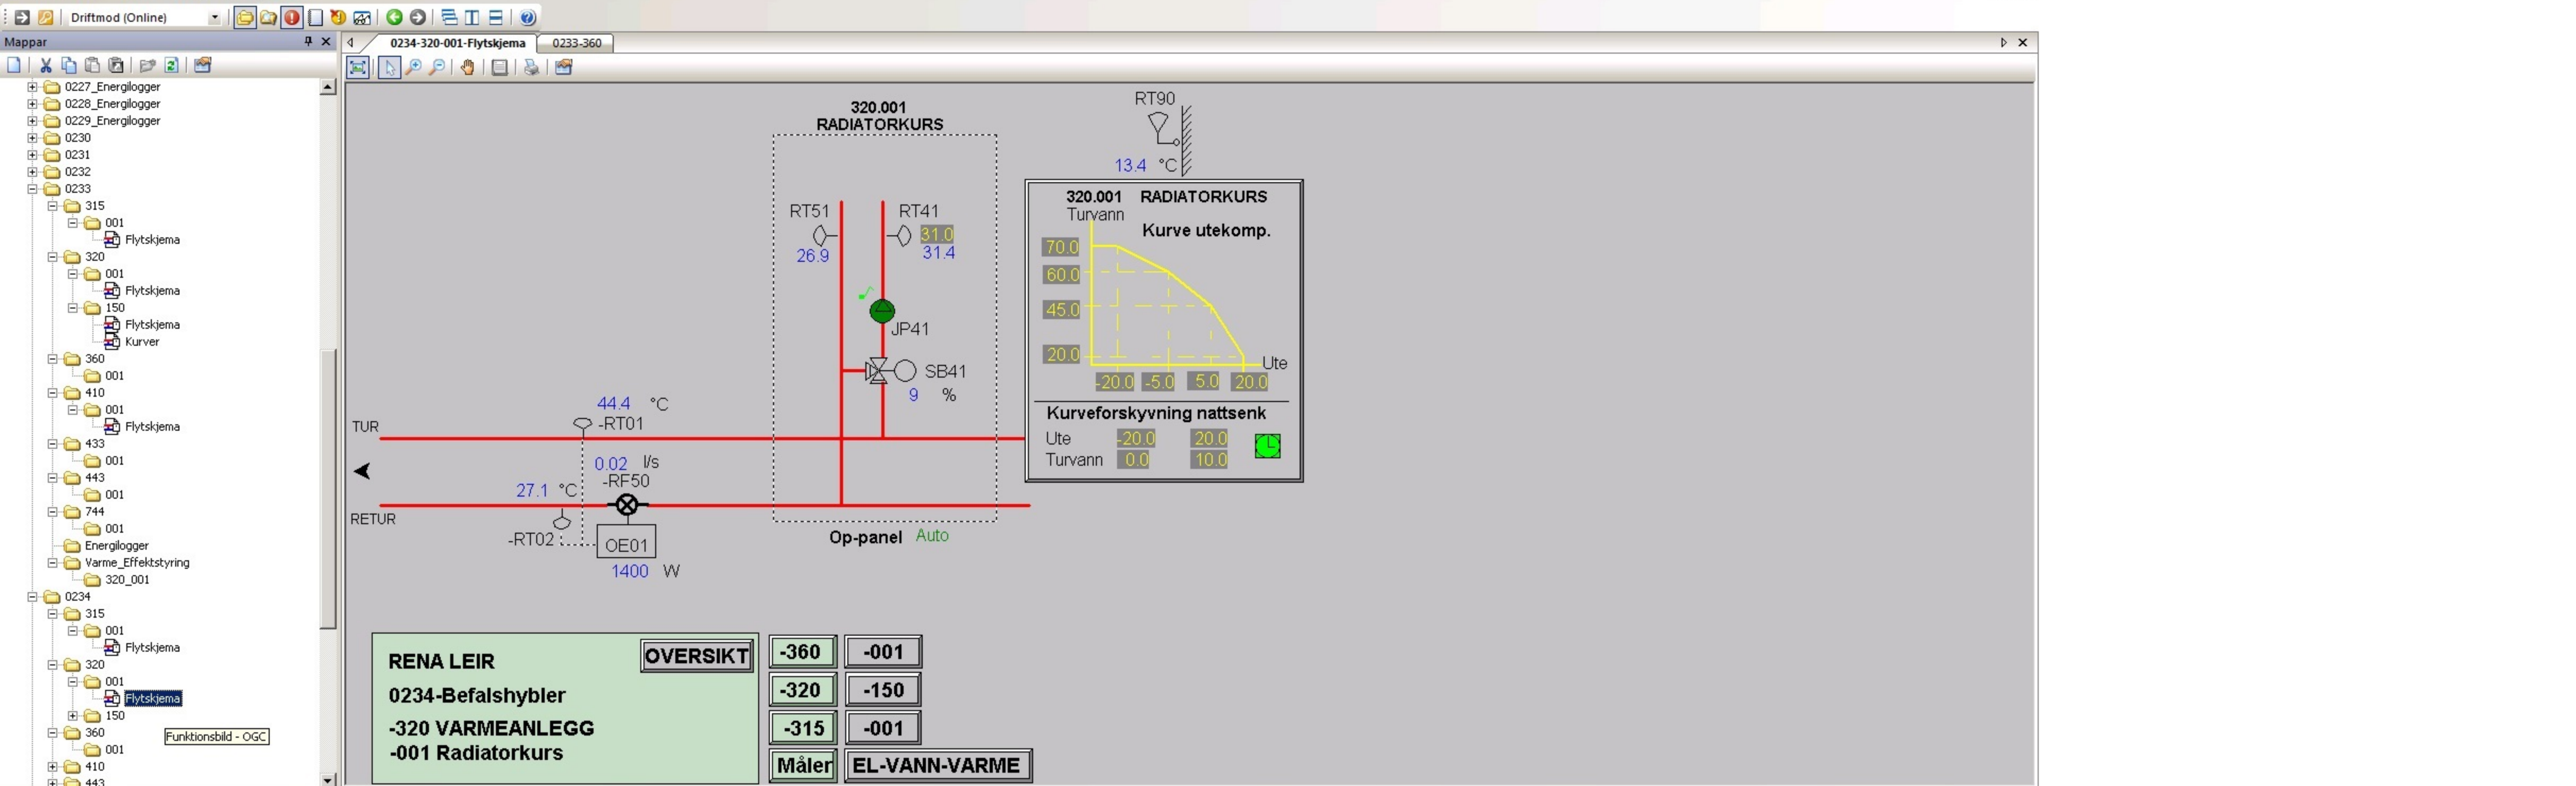 Driftmod (Online)
Mappar
0227_Energilogger
0228_Energilogger
0229_Energilogger
0230
0231
0232
0233
315
001
Flytskjema
320
001
Flytskjema
150
Flytskjema
Kurver
360
001
410
001
Flytskjema
433
001
443
001
744
001
Energilogger
Varme_Effektstyring
320_001
0234
315
001
Flytskjema
320
001
Flytskjema
150
360
Funktionsbild - OGC
001
410
443
0234-320-001-Flytskjema
0233-360
320.001
RADIATORKURS
RT90
13.4 °C
RT51
26.9
RT41
31.0
31.4
JP41
SB41
9 %
44.4 °C
-RT01
TUR
0.02 l/s
-RF50
27.1 °C
RETUR
-RT02
OE01
1400 W
Op-panel Auto
320.001 RADIATORKURS
Turvann
Kurve utekomp.
70.0
60.0
45.0
20.0
Ute
-20.0 -5.0 5.0 20.0
Kurveforskyvning nattsenk
Ute -20.0 20.0
Turvann 0.0 10.0
RENA LEIR
OVERSIKT
0234-Befalshybler
-320 VARMEANLEGG
-001 Radiatorkurs
-360 -001
-320 -150
-315 -001
Måler EL-VANN-VARME